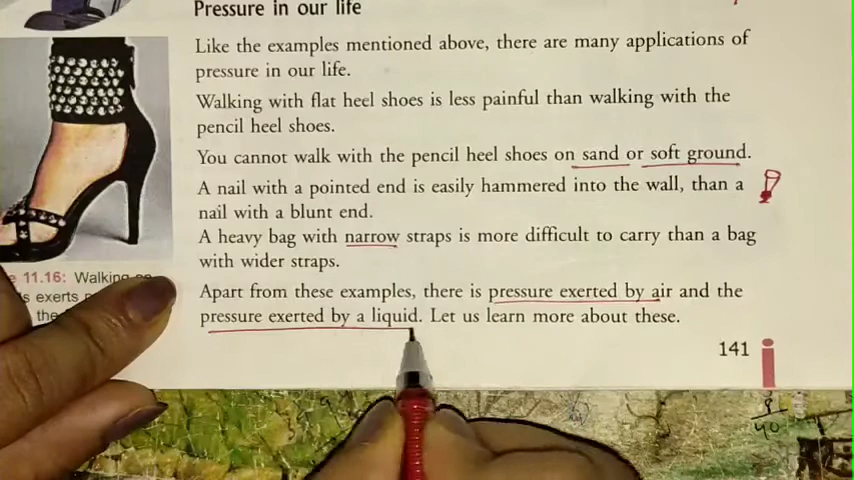 Pressure in our life
Like the examples mentioned above, there are many applications of
pressure in our life.
Walking with flat heel shoes is less painful than walking with the
pencil heel shoes.
You cannot walk with the pencil heel shoes on sand or soft ground.
A nail with a pointed end is easily hammered into the wall, than a
nail with a blunt end.
A heavy bag with narrow straps is more difficult to carry than a bag
with wider straps.
11.16: Walking
exerts
the
Apart from these examples, there is pressure exerted by air and the
pressure exerted by a liquid. Let us learn more about these.
141